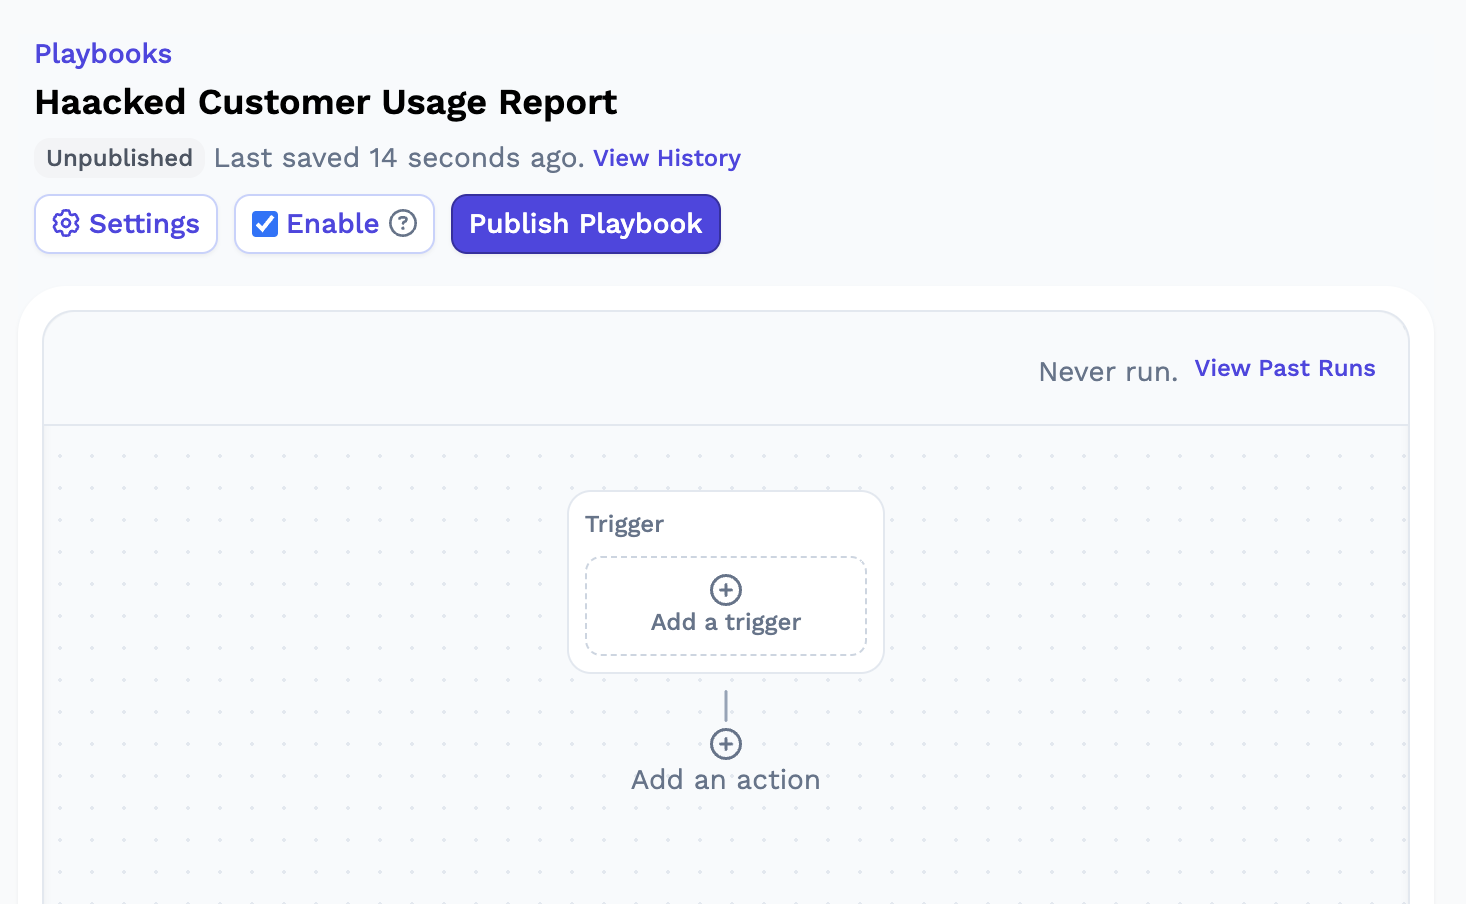 Playbooks
Haacked Customer Usage Report
Unpublished Last saved 14 seconds ago. View History
Settings Enable ? Publish Playbook
Never run. View Past Runs
Trigger
Add a trigger
Add an action